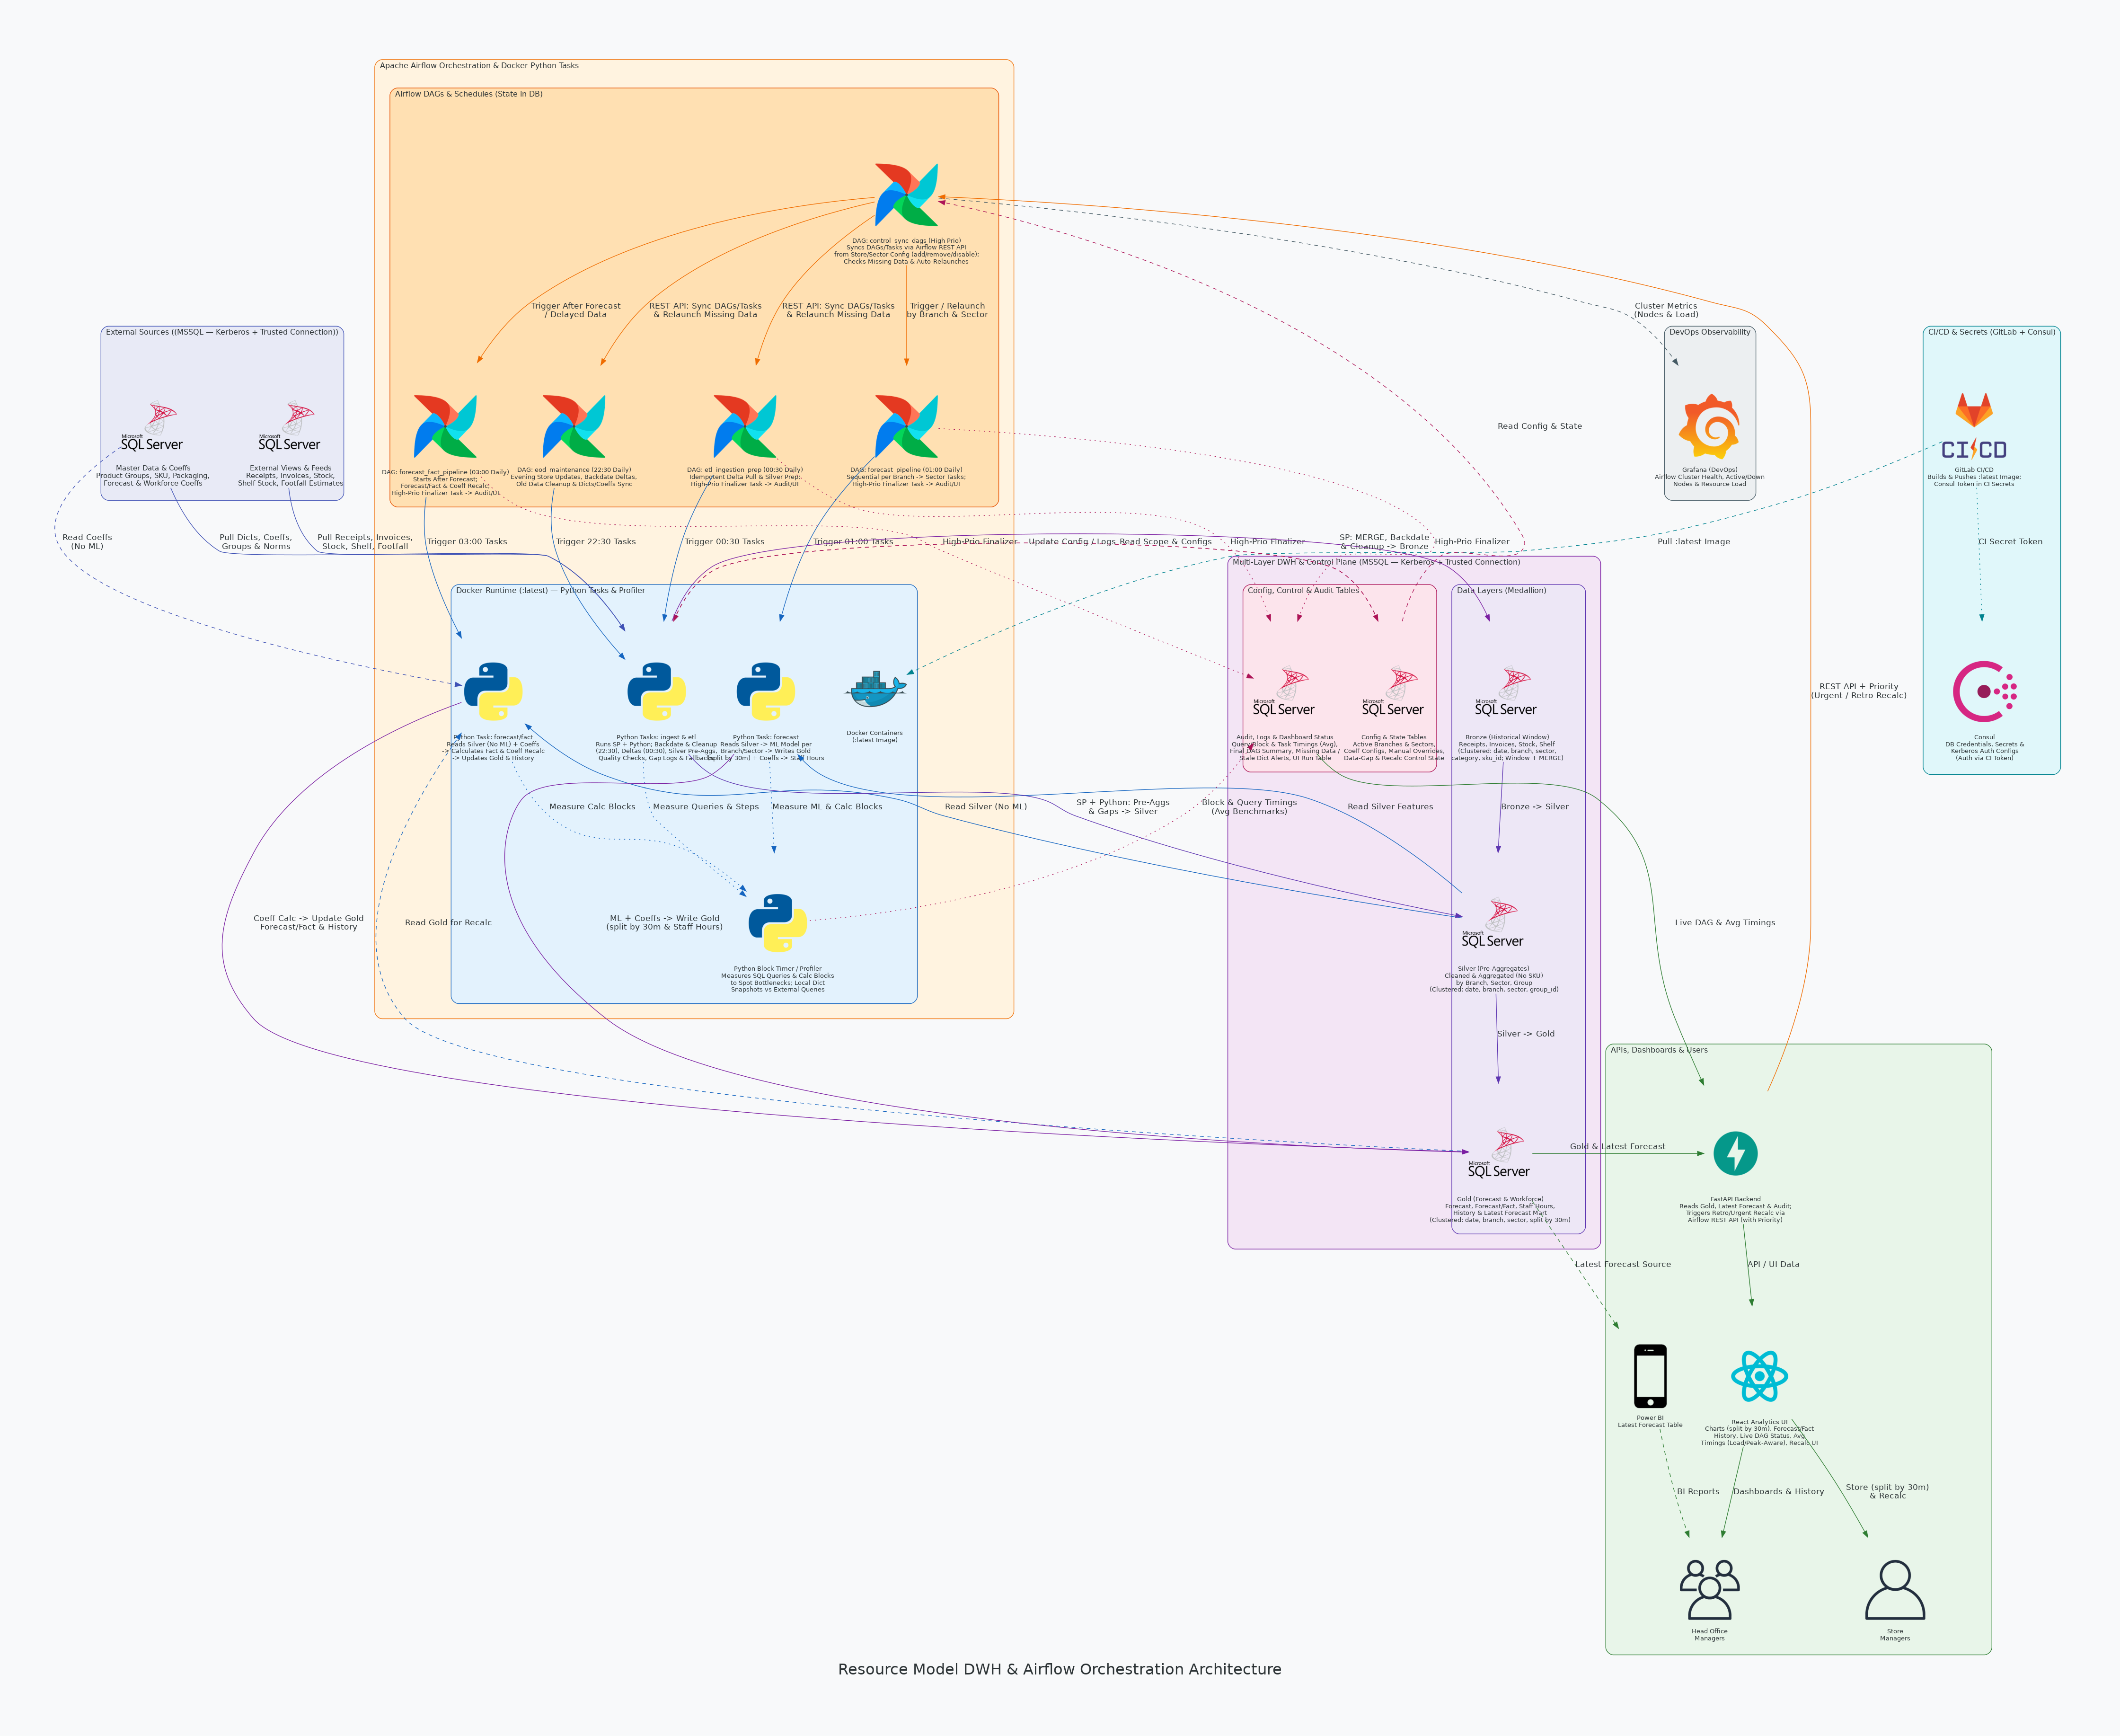 Apache Airflow Orchestration & Docker Python Tasks
Airflow DAGs & Schedules (State in DB)
DAG: control_sync_dags (High Prio)
Syncs DAGs/Tasks via Airflow REST API
from Store/Sector Config (add/remove/disable);
Checks Missing Data & Auto-Relaunches
Trigger After Forecast
/ Delayed Data
REST API: Sync DAGs/Tasks
& Relaunch Missing Data
REST API: Sync DAGs/Tasks
& Relaunch Missing Data
Trigger / Relaunch
by Branch & Sector
Cluster Metrics
(Nodes & Load)
External Sources ((MSSQL — Kerberos + Trusted Connection))
Microsoft
SQL Server
Master Data & Coeffs
Product Groups, SKU, Packaging,
Forecast & Workforce Coeffs
Microsoft
SQL Server
External Views & Feeds
Receipts, Invoices, Stock,
Shelf Stock, Footfall Estimates
DAG: forecast_fact_pipeline (03:00 Daily)
Starts After Forecast;
Forecast/Fact & Coeff Recalc;
High-Prio Finalizer Task -> Audit/UI
DAG: eod_maintenance (22:30 Daily)
Evening Store Updates, Backdate Deltas,
Old Data Cleanup & Dicts/Coeffs Sync
DAG: etl_ingestion_prep (00:30 Daily)
Idempotent Delta Pull & Silver Prep;
High-Prio Finalizer Task -> Audit/UI
DAG: forecast_pipeline (01:00 Daily)
Sequential per Branch -> Sector Tasks;
High-Prio Finalizer Task -> Audit/UI
Read Config & State
DevOps Observability
Grafana (DevOps)
Airflow Cluster Health, Active/Down
Nodes & Resource Load
CI/CD & Secrets (GitLab + Consul)
CI CD
GitLab CI/CD
Builds & Pushes :latest Image;
Consul Token in CI Secrets
Read Coeffs
(No ML)
Pull Dicts, Coeffs,
Groups & Norms
Pull Receipts, Invoices,
Stock, Shelf, Footfall
Trigger 03:00 Tasks
Trigger 22:30 Tasks
Trigger 00:30 Tasks
Trigger 01:00 Tasks
High-Prio Finalizer
Update Config / Logs
Read Scope & Configs
High-Prio Finalizer
SP: MERGE, Backdate
& Cleanup -> Bronze
High-Prio Finalizer
Pull :latest Image
CI Secret Token
Docker Runtime (:latest) — Python Tasks & Profiler
Python Task: forecast/fact
Reads Silver (No ML) + Coeffs
-> Calculates Fact & Coeff Recalc
-> Updates Gold & History
Python Tasks: ingest & etl
Runs SP + Python; Backdate & Cleanup
(22:30), Deltas (00:30), Silver Pre-Aggs,
Quality Checks, Gap Logs & Fallbacks
Python Task: forecast
Reads Silver -> ML Model per
Branch/Sector -> Writes Gold
(split by 30m) + Coeffs -> Staff Hours
Docker Containers
(:latest Image)
Multi-Layer DWH & Control Plane (MSSQL — Kerberos + Trusted Connection)
Config, Control & Audit Tables
Microsoft
SQL Server
Audit, Logs & Dashboard Status
Query/Block & Task Timings (Avg),
Final DAG Summary, Missing Data /
Stale Dict Alerts, UI Run Table
Microsoft
SQL Server
Config & State Tables
Active Branches & Sectors,
Coeff Configs, Manual Overrides,
Data-Gap & Recalc Control State
Data Layers (Medallion)
Microsoft
SQL Server
Bronze (Historical Window)
Receipts, Invoices, Stock, Shelf
(Clustered: date, branch, sector,
category, sku_id: Window + MERGE)
REST API + Priority
(Urgent / Retro Recalc)
Consul
DB Credentials, Secrets &
Kerberos Auth Configs
(Auth via CI Token)
Measure Calc Blocks
Measure Queries & Steps
Measure ML & Calc Blocks
Read Silver (No ML)
SP + Python: Pre-Aggs
& Gaps -> Silver
Block & Query Timings
(Avg Benchmarks)
Read Silver Features
Bronze -> Silver
Coeff Calc -> Update Gold
Forecast/Fact & History
Read Gold for Recalc
ML + Coeffs -> Write Gold
(split by 30m & Staff Hours)
Python Block Timer / Profiler
Measures SQL Queries & Calc Blocks
to Spot Bottlenecks; Local Dict
Snapshots vs External Queries
Microsoft
SQL Server
Silver (Pre-Aggregates)
Cleaned & Aggregated (No SKU)
by Branch, Sector, Group
(Clustered: date, branch, sector, group_id)
Live DAG & Avg Timings
Silver -> Gold
APIs, Dashboards & Users
Microsoft
SQL Server
Gold (Forecast & Workforce)
Forecast, Forecast/Fact, Staff Hours,
History & Latest Forecast Mart
(Clustered: date, branch, sector, split by 30m)
Gold & Latest Forecast
FastAPI Backend
Reads Gold, Latest Forecast & Audit;
Triggers Retro/Urgent Recalc via
Airflow REST API (with Priority)
Latest Forecast Source
API / UI Data
Power BI
Latest Forecast Table
React Analytics UI
Charts (split by 30m), Forecast/Fact
History, Live DAG Status, Avg
Timings (Load/Peak-Aware), Recalc UI
BI Reports
Dashboards & History
Store (split by 30m)
& Recalc
Head Office
Managers
Store
Managers
Resource Model DWH & Airflow Orchestration Architecture